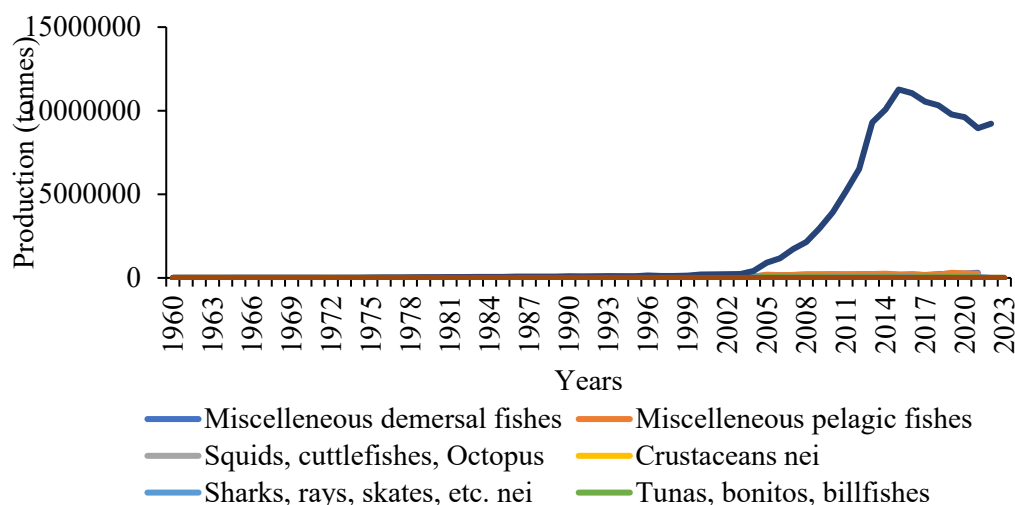 15000000
10000000
5000000
0
Production (tonnes)
1960 1963 1966 1969 1972 1975 1978 1981 1984 1987 1990 1993 1996 1999 2002 2005 2008 2011 2014 2017 2020 2023
Years
Miscelleneous demersal fishes Miscelleneous pelagic fishes
Squids, cuttlefishes, Octopus Crustaceans nei
Sharks, rays, skates, etc. nei Tunas, bonitos, billfishes